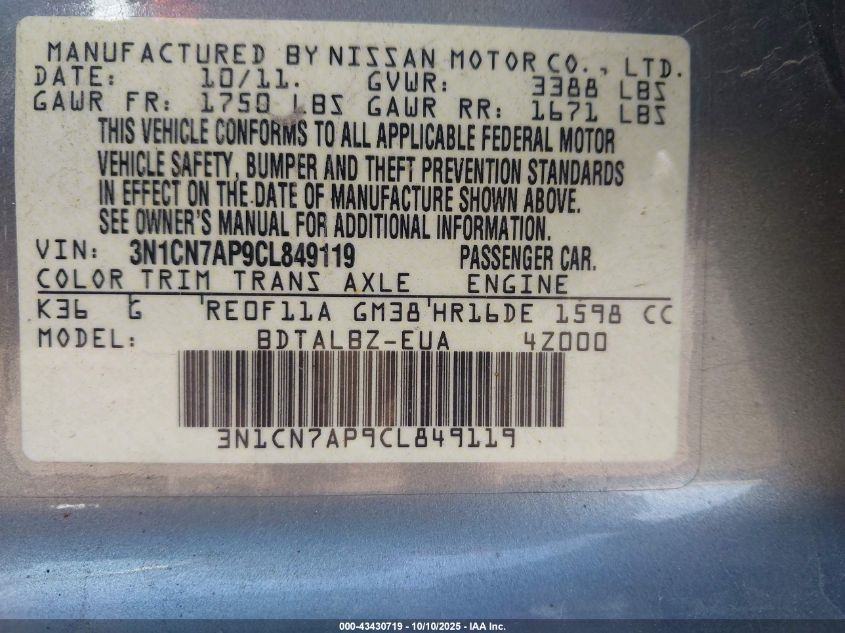 MANUFACTURED BY NISSAN MOTOR CO., LTD.
DATE: 10/11. GVWR: 3388 LBS
GAWR FR: 1750 LBS GAWR RR: 1671 LBS
THIS VEHICLE CONFORMS TO ALL APPLICABLE FEDERAL MOTOR
VEHICLE SAFETY, BUMPER AND THEFT PREVENTION STANDARDS
IN EFFECT ON THE DATE OF MANUFACTURE SHOWN ABOVE.
SEE OWNER'S MANUAL FOR ADDITIONAL INFORMATION.
VIN: 3N1CN7AP9CL849119 PASSENGER CAR.
COLOR TRIM TRANS AXLE ENGINE
K36 G 'RE0F11A GM38'HR16DE 1598 CC
MODEL: BDTALBZ-EUA 4Z000
3N1CN7AP9CL849119
000-43430719 - 10/10/2025 - IAA Inc.